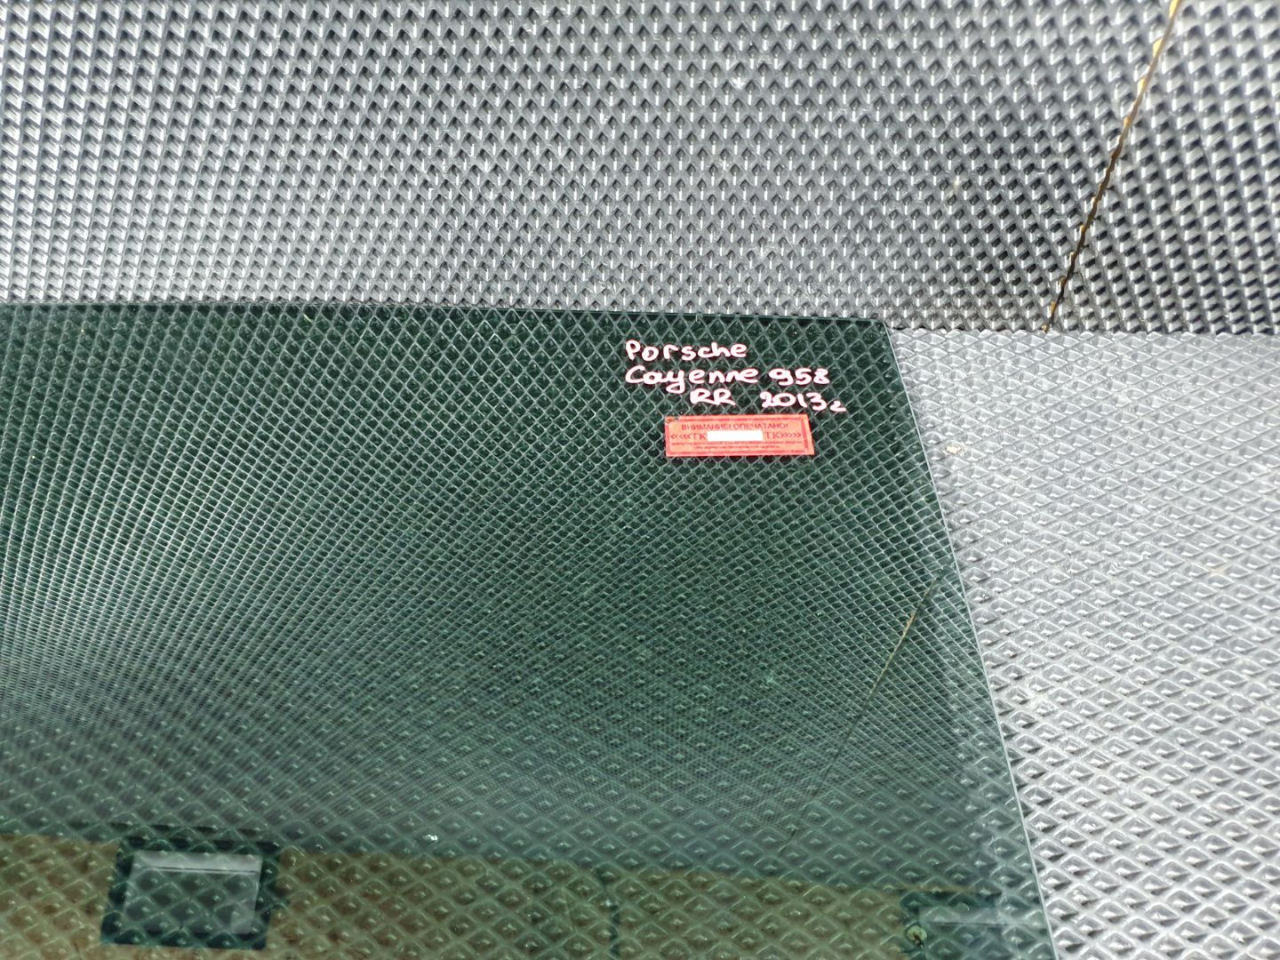 Porsche
Cayenne 958
RR 2013г
ВНИМАНИЕ! ОПЕЧАТАНО!